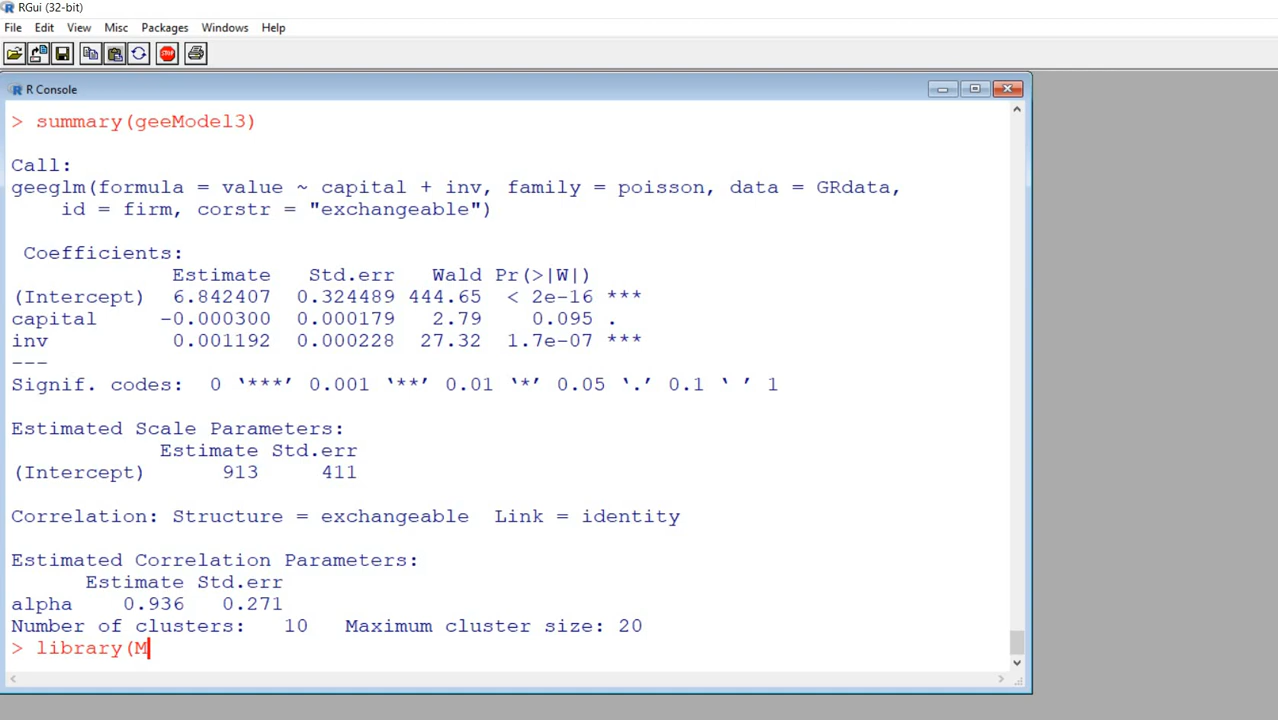 RGui (32-bit)
File Edit View Misc Packages Windows Help
STOP
R Console
> summary(geeModel3)
Call:
geeglm(formula = value ~ capital + inv, family = poisson, data = GRdata,
    id = firm, corstr = "exchangeable")
 Coefficients:
             Estimate   Std.err   Wald Pr(>|W|)
(Intercept)  6.842407  0.324489 444.65  < 2e-16 ***
capital     -0.000300  0.000179   2.79    0.095 .
inv          0.001192  0.000228  27.32  1.7e-07 ***
---
Signif. codes:  0 ‘***’ 0.001 ‘**’ 0.01 ‘*’ 0.05 ‘.’ 0.1 ‘ ’ 1
Estimated Scale Parameters:
            Estimate Std.err
(Intercept)      913     411
Correlation: Structure = exchangeable  Link = identity
Estimated Correlation Parameters:
      Estimate Std.err
alpha    0.936   0.271
Number of clusters:   10   Maximum cluster size: 20
> library(M